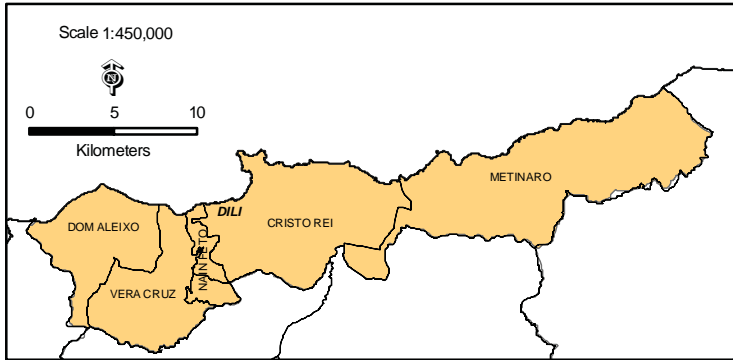 Scale 1:450,000
N
0 5 10
Kilometers
METINARO
DILI
CRISTO REI
DOM ALEIXO
NAIN FETO
VERA CRUZ